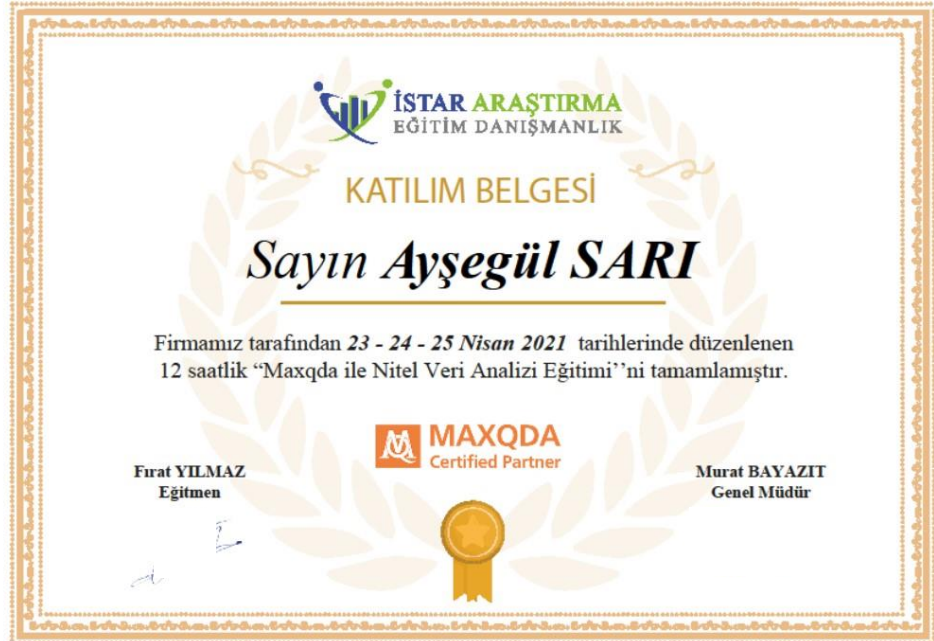 İSTAR ARAŞTIRMA
EĞİTİM DANIŞMANLIK
KATILIM BELGESİ
Sayın Ayşegül SARI
Firmamız tarafından 23 - 24 - 25 Nisan 2021 tarihlerinde düzenlenen
12 saatlik “Maxqda ile Nitel Veri Analizi Eğitimi’’ni tamamlamıştır.
MAXQDA
Certified Partner
Fırat YILMAZ
Eğitmen
Murat BAYAZIT
Genel Müdür